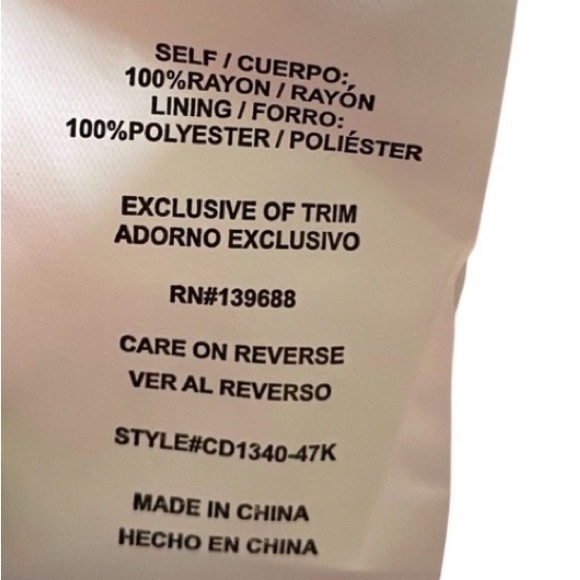 SELF / CUERPO:
100%RAYON / RAYÓN
LINING / FORRO:
100%POLYESTER / POLIÉSTER
EXCLUSIVE OF TRIM
ADORNO EXCLUSIVO
RN#139688
CARE ON REVERSE
VER AL REVERSO
STYLE#CD1340-47K
MADE IN CHINA
HECHO EN CHINA